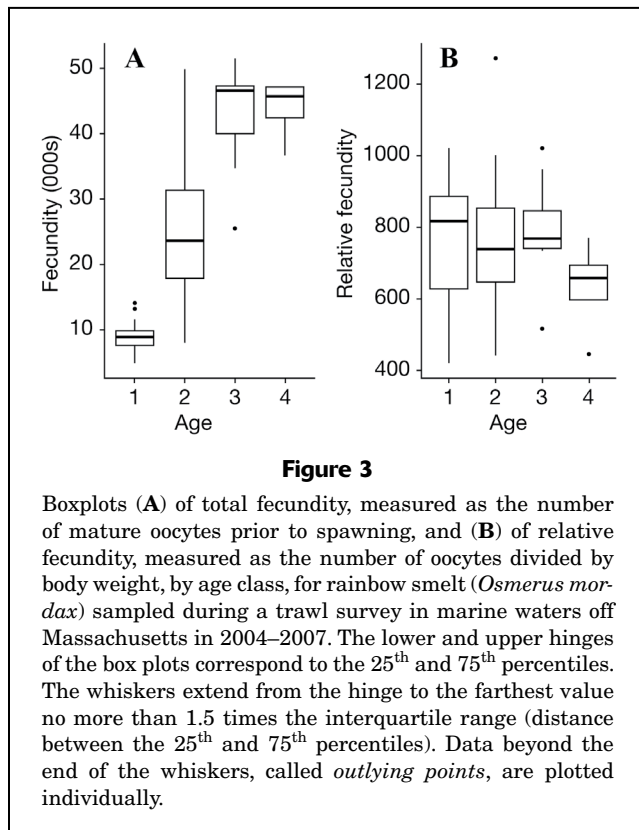 A
B
50
40
30
20
10
Fecundity (000s)
1 2 3 4
Age
1200
1000
800
600
400
Relative fecundity
1 2 3 4
Age
Figure 3
Boxplots (A) of total fecundity, measured as the number
of mature oocytes prior to spawning, and (B) of relative
fecundity, measured as the number of oocytes divided by
body weight, by age class, for rainbow smelt (Osmerus mor-
dax) sampled during a trawl survey in marine waters off
Massachusetts in 2004–2007. The lower and upper hinges
of the box plots correspond to the 25th and 75th percentiles.
The whiskers extend from the hinge to the farthest value
no more than 1.5 times the interquartile range (distance
between the 25th and 75th percentiles). Data beyond the
end of the whiskers, called outlying points, are plotted
individually.